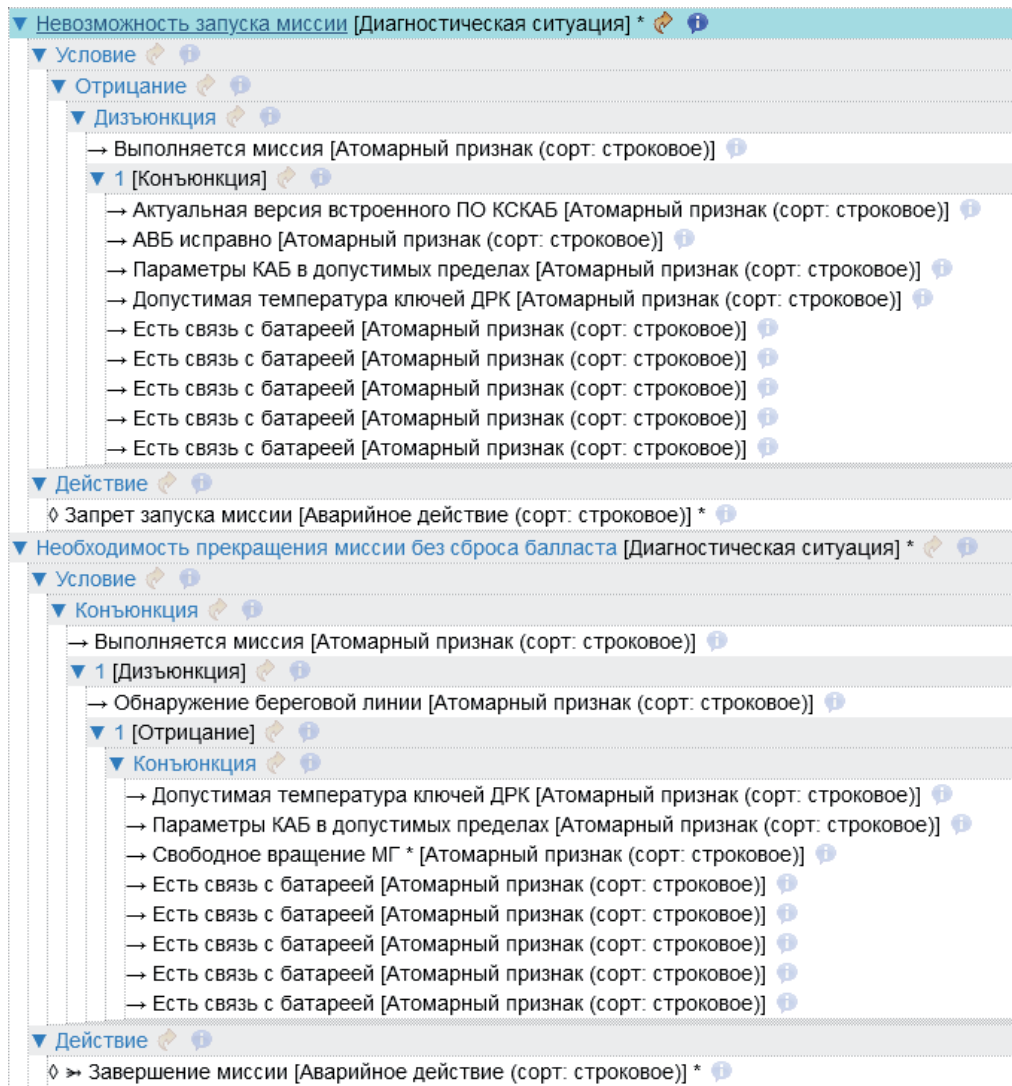 ▼ Невозможность запуска миссии [Диагностическая ситуация] *
▼ Условие
▼ Отрицание
▼ Дизъюнкция
→ Выполняется миссия [Атомарный признак (сорт: строковое)]
▼ 1 [Конъюнкция]
→ Актуальная версия встроенного ПО КСКАБ [Атомарный признак (сорт: строковое)]
→ АВБ исправно [Атомарный признак (сорт: строковое)]
→ Параметры КАБ в допустимых пределах [Атомарный признак (сорт: строковое)]
→ Допустимая температура ключей ДРК [Атомарный признак (сорт: строковое)]
→ Есть связь с батареей [Атомарный признак (сорт: строковое)]
→ Есть связь с батареей [Атомарный признак (сорт: строковое)]
→ Есть связь с батареей [Атомарный признак (сорт: строковое)]
→ Есть связь с батареей [Атомарный признак (сорт: строковое)]
→ Есть связь с батареей [Атомарный признак (сорт: строковое)]
▼ Действие
◊ Запрет запуска миссии [Аварийное действие (сорт: строковое)] *
▼ Необходимость прекращения миссии без сброса балласта [Диагностическая ситуация] *
▼ Условие
▼ Конъюнкция
→ Выполняется миссия [Атомарный признак (сорт: строковое)]
▼ 1 [Дизъюнкция]
→ Обнаружение береговой линии [Атомарный признак (сорт: строковое)]
▼ 1 [Отрицание]
▼ Конъюнкция
→ Допустимая температура ключей ДРК [Атомарный признак (сорт: строковое)]
→ Параметры КАБ в допустимых пределах [Атомарный признак (сорт: строковое)]
→ Свободное вращение МГ * [Атомарный признак (сорт: строковое)]
→ Есть связь с батареей [Атомарный признак (сорт: строковое)]
→ Есть связь с батареей [Атомарный признак (сорт: строковое)]
→ Есть связь с батареей [Атомарный признак (сорт: строковое)]
→ Есть связь с батареей [Атомарный признак (сорт: строковое)]
→ Есть связь с батареей [Атомарный признак (сорт: строковое)]
▼ Действие
◊ ➳ Завершение миссии [Аварийное действие (сорт: строковое)] *